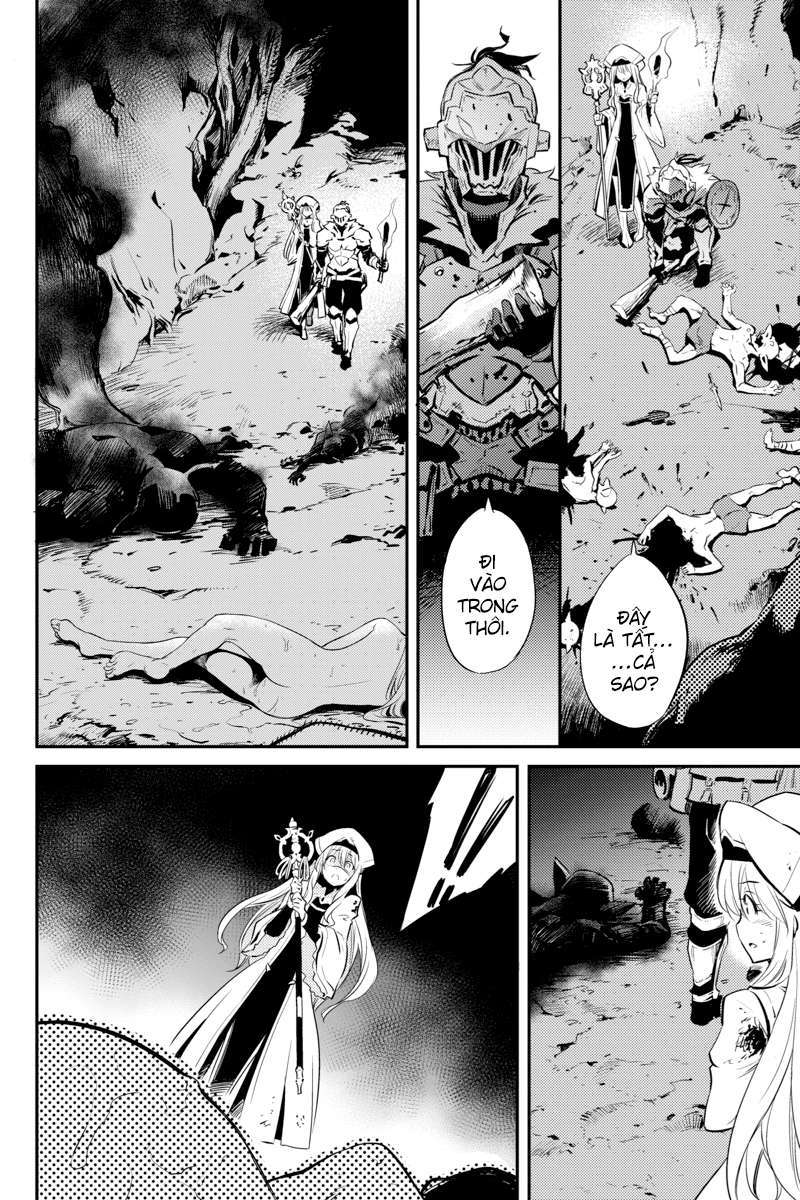 ĐÂY
LÀ TẤT...
...CẢ
SAO?
ĐI
VÀO
TRONG
THÔI.